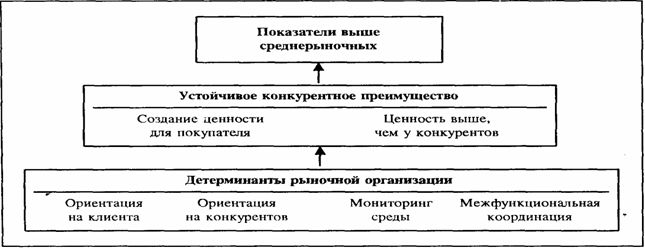 Показатели выше
среднерыночных
Устойчивое конкурентное преимущество
Создание ценности Ценность выше,
для покупателя чем у конкурентов
Детерминанты рыночной организации
Ориентация Ориентация Мониторинг Межфункциональная
на клиента на конкурентов среды координация